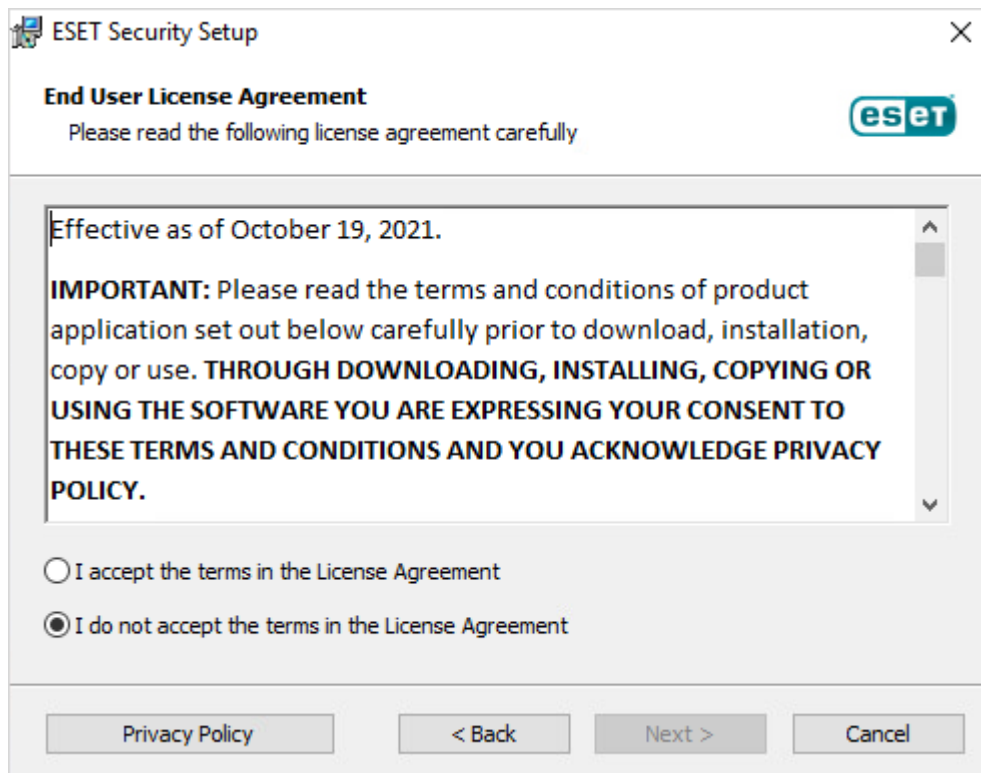 ESET Security Setup
End User License Agreement
Please read the following license agreement carefully
eseT
Effective as of October 19, 2021.
IMPORTANT: Please read the terms and conditions of product
application set out below carefully prior to download, installation,
copy or use. THROUGH DOWNLOADING, INSTALLING, COPYING OR
USING THE SOFTWARE YOU ARE EXPRESSING YOUR CONSENT TO
THESE TERMS AND CONDITIONS AND YOU ACKNOWLEDGE PRIVACY
POLICY.
I accept the terms in the License Agreement
I do not accept the terms in the License Agreement
Privacy Policy
< Back
Next >
Cancel